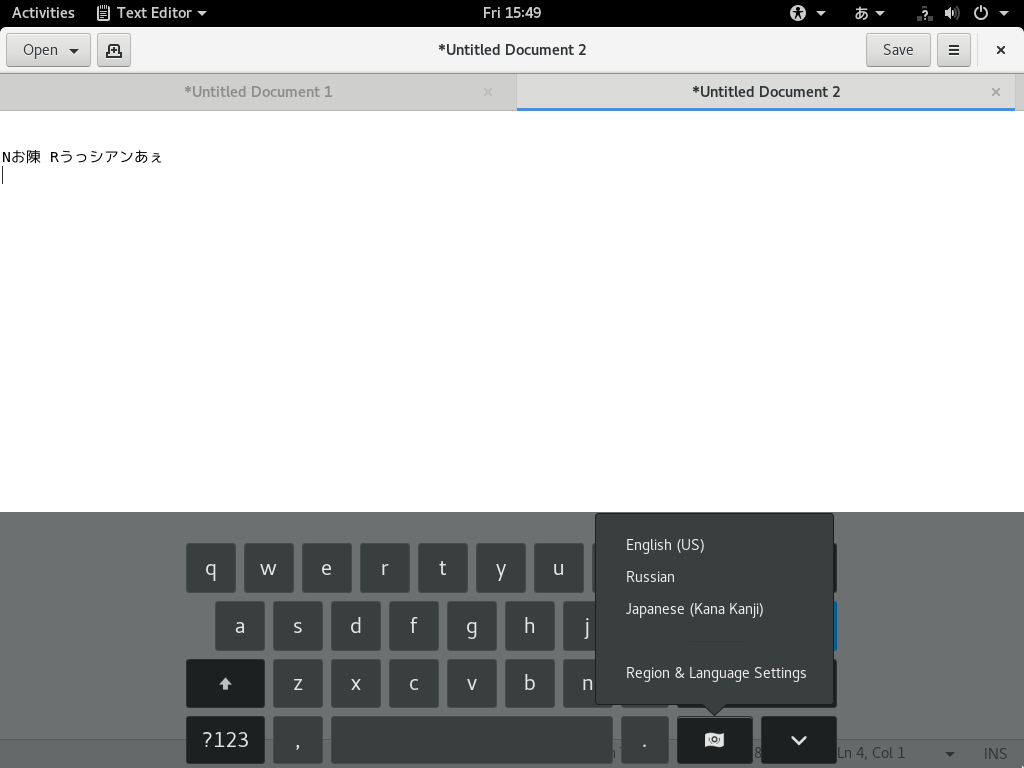 Activities Text Editor Fri 15:49 あ
Open *Untitled Document 2 Save
*Untitled Document 1 *Untitled Document 2
Nお陳 Rうっシアンあぇ
q w e r t y u
a s d f g h j
z x c v b n
?123 , .
English (US)
Russian
Japanese (Kana Kanji)
Region & Language Settings
Ln 4, Col 1 INS